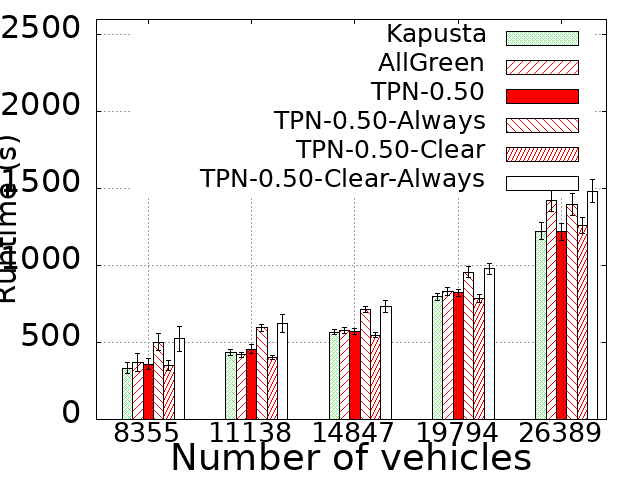 2500
2000
1500
1000
500
0
Runtime (s)
Kapusta
AllGreen
TPN-0.50
TPN-0.50-Always
TPN-0.50-Clear
TPN-0.50-Clear-Always
8355 11138 14847 19794 26389
Number of vehicles